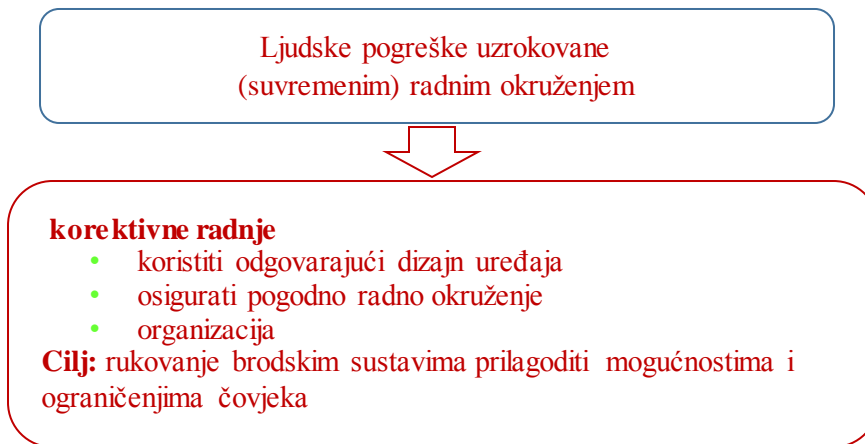 Ljudske pogreške uzrokovane
(suvremenim) radnim okruženjem
korektivne radnje
• koristiti odgovarajući dizajn uređaja
• osigurati pogodno radno okruženje
• organizacija
Cilj: rukovanje brodskim sustavima prilagoditi mogućnostima i
ograničenjima čovjeka